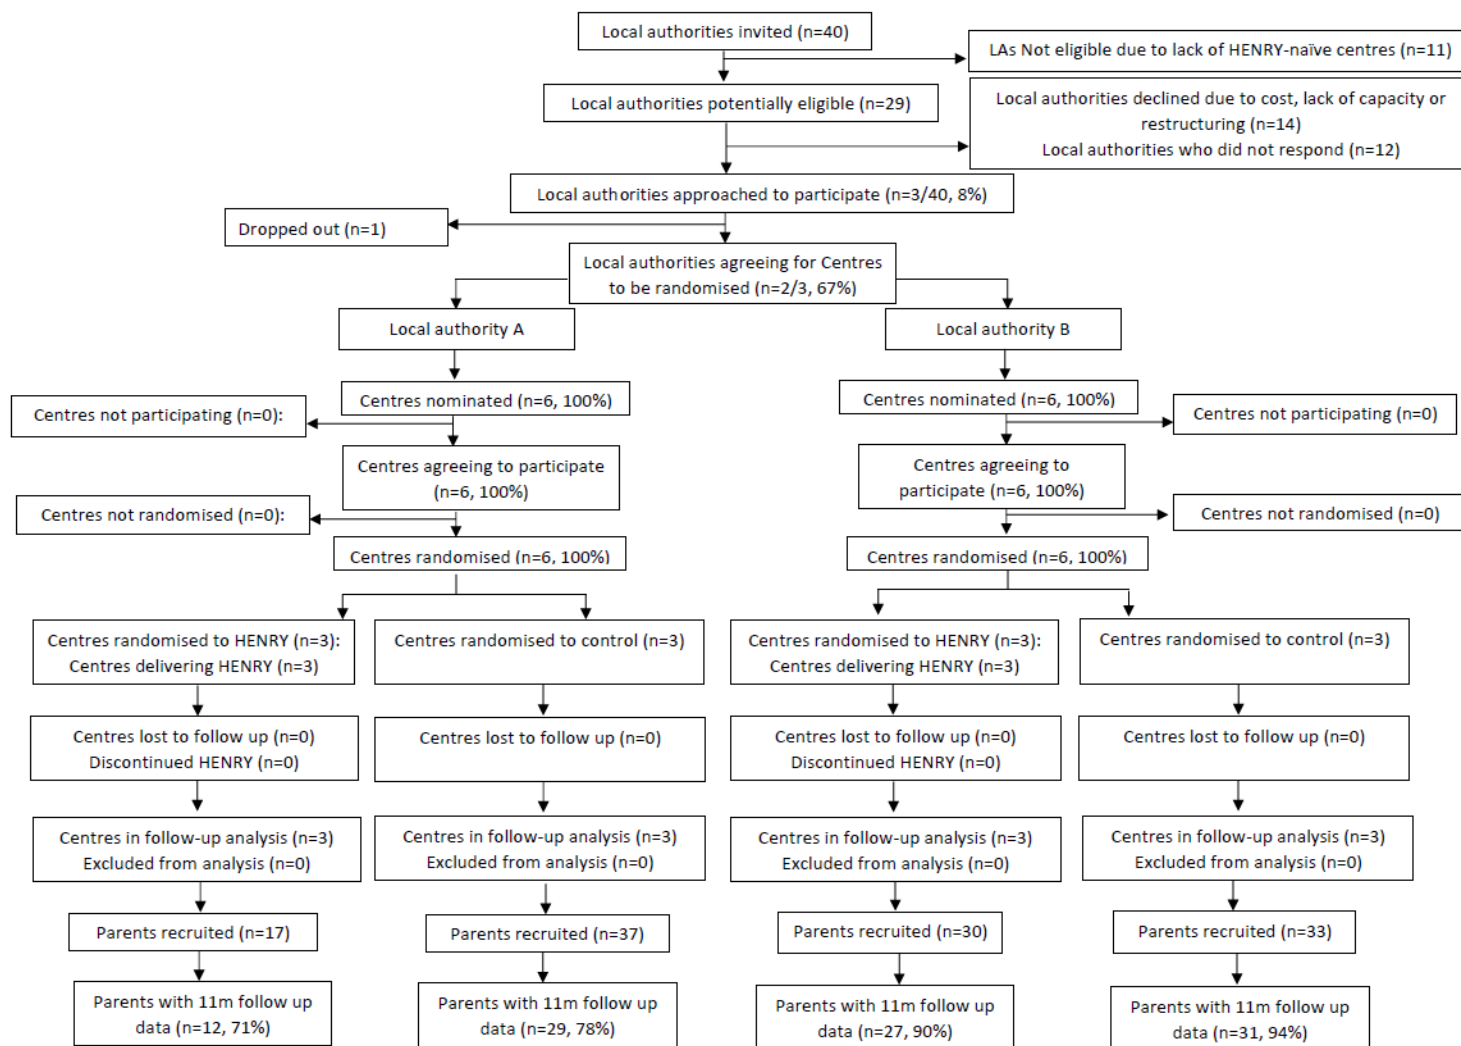 Local authorities invited (n=40)
LAs Not eligible due to lack of HENRY-naïve centres (n=11)
Local authorities potentially eligible (n=29)
Local authorities declined due to cost, lack of capacity or
restructuring (n=14)
Local authorities who did not respond (n=12)
Local authorities approached to participate (n=3/40, 8%)
Dropped out (n=1)
Local authorities agreeing for Centres
to be randomised (n=2/3, 67%)
Local authority A
Local authority B
Centres nominated (n=6, 100%)
Centres nominated (n=6, 100%)
Centres not participating (n=0):
Centres not participating (n=0)
Centres agreeing to participate
(n=6, 100%)
Centres agreeing to
participate (n=6, 100%)
Centres not randomised (n=0):
Centres not randomised (n=0)
Centres randomised (n=6, 100%)
Centres randomised (n=6, 100%)
Centres randomised to HENRY (n=3):
Centres delivering HENRY (n=3)
Centres randomised to control (n=3)
Centres randomised to HENRY (n=3):
Centres delivering HENRY (n=3)
Centres randomised to control (n=3)
Centres lost to follow up (n=0)
Discontinued HENRY (n=0)
Centres lost to follow up (n=0)
Centres lost to follow up (n=0)
Discontinued HENRY (n=0)
Centres lost to follow up (n=0)
Centres in follow-up analysis (n=3)
Excluded from analysis (n=0)
Centres in follow-up analysis (n=3)
Excluded from analysis (n=0)
Centres in follow-up analysis (n=3)
Excluded from analysis (n=0)
Centres in follow-up analysis (n=3)
Excluded from analysis (n=0)
Parents recruited (n=17)
Parents recruited (n=37)
Parents recruited (n=30)
Parents recruited (n=33)
Parents with 11m follow up
data (n=12, 71%)
Parents with 11m follow up
data (n=29, 78%)
Parents with 11m follow up
data (n=27, 90%)
Parents with 11m follow up
data (n=31, 94%)